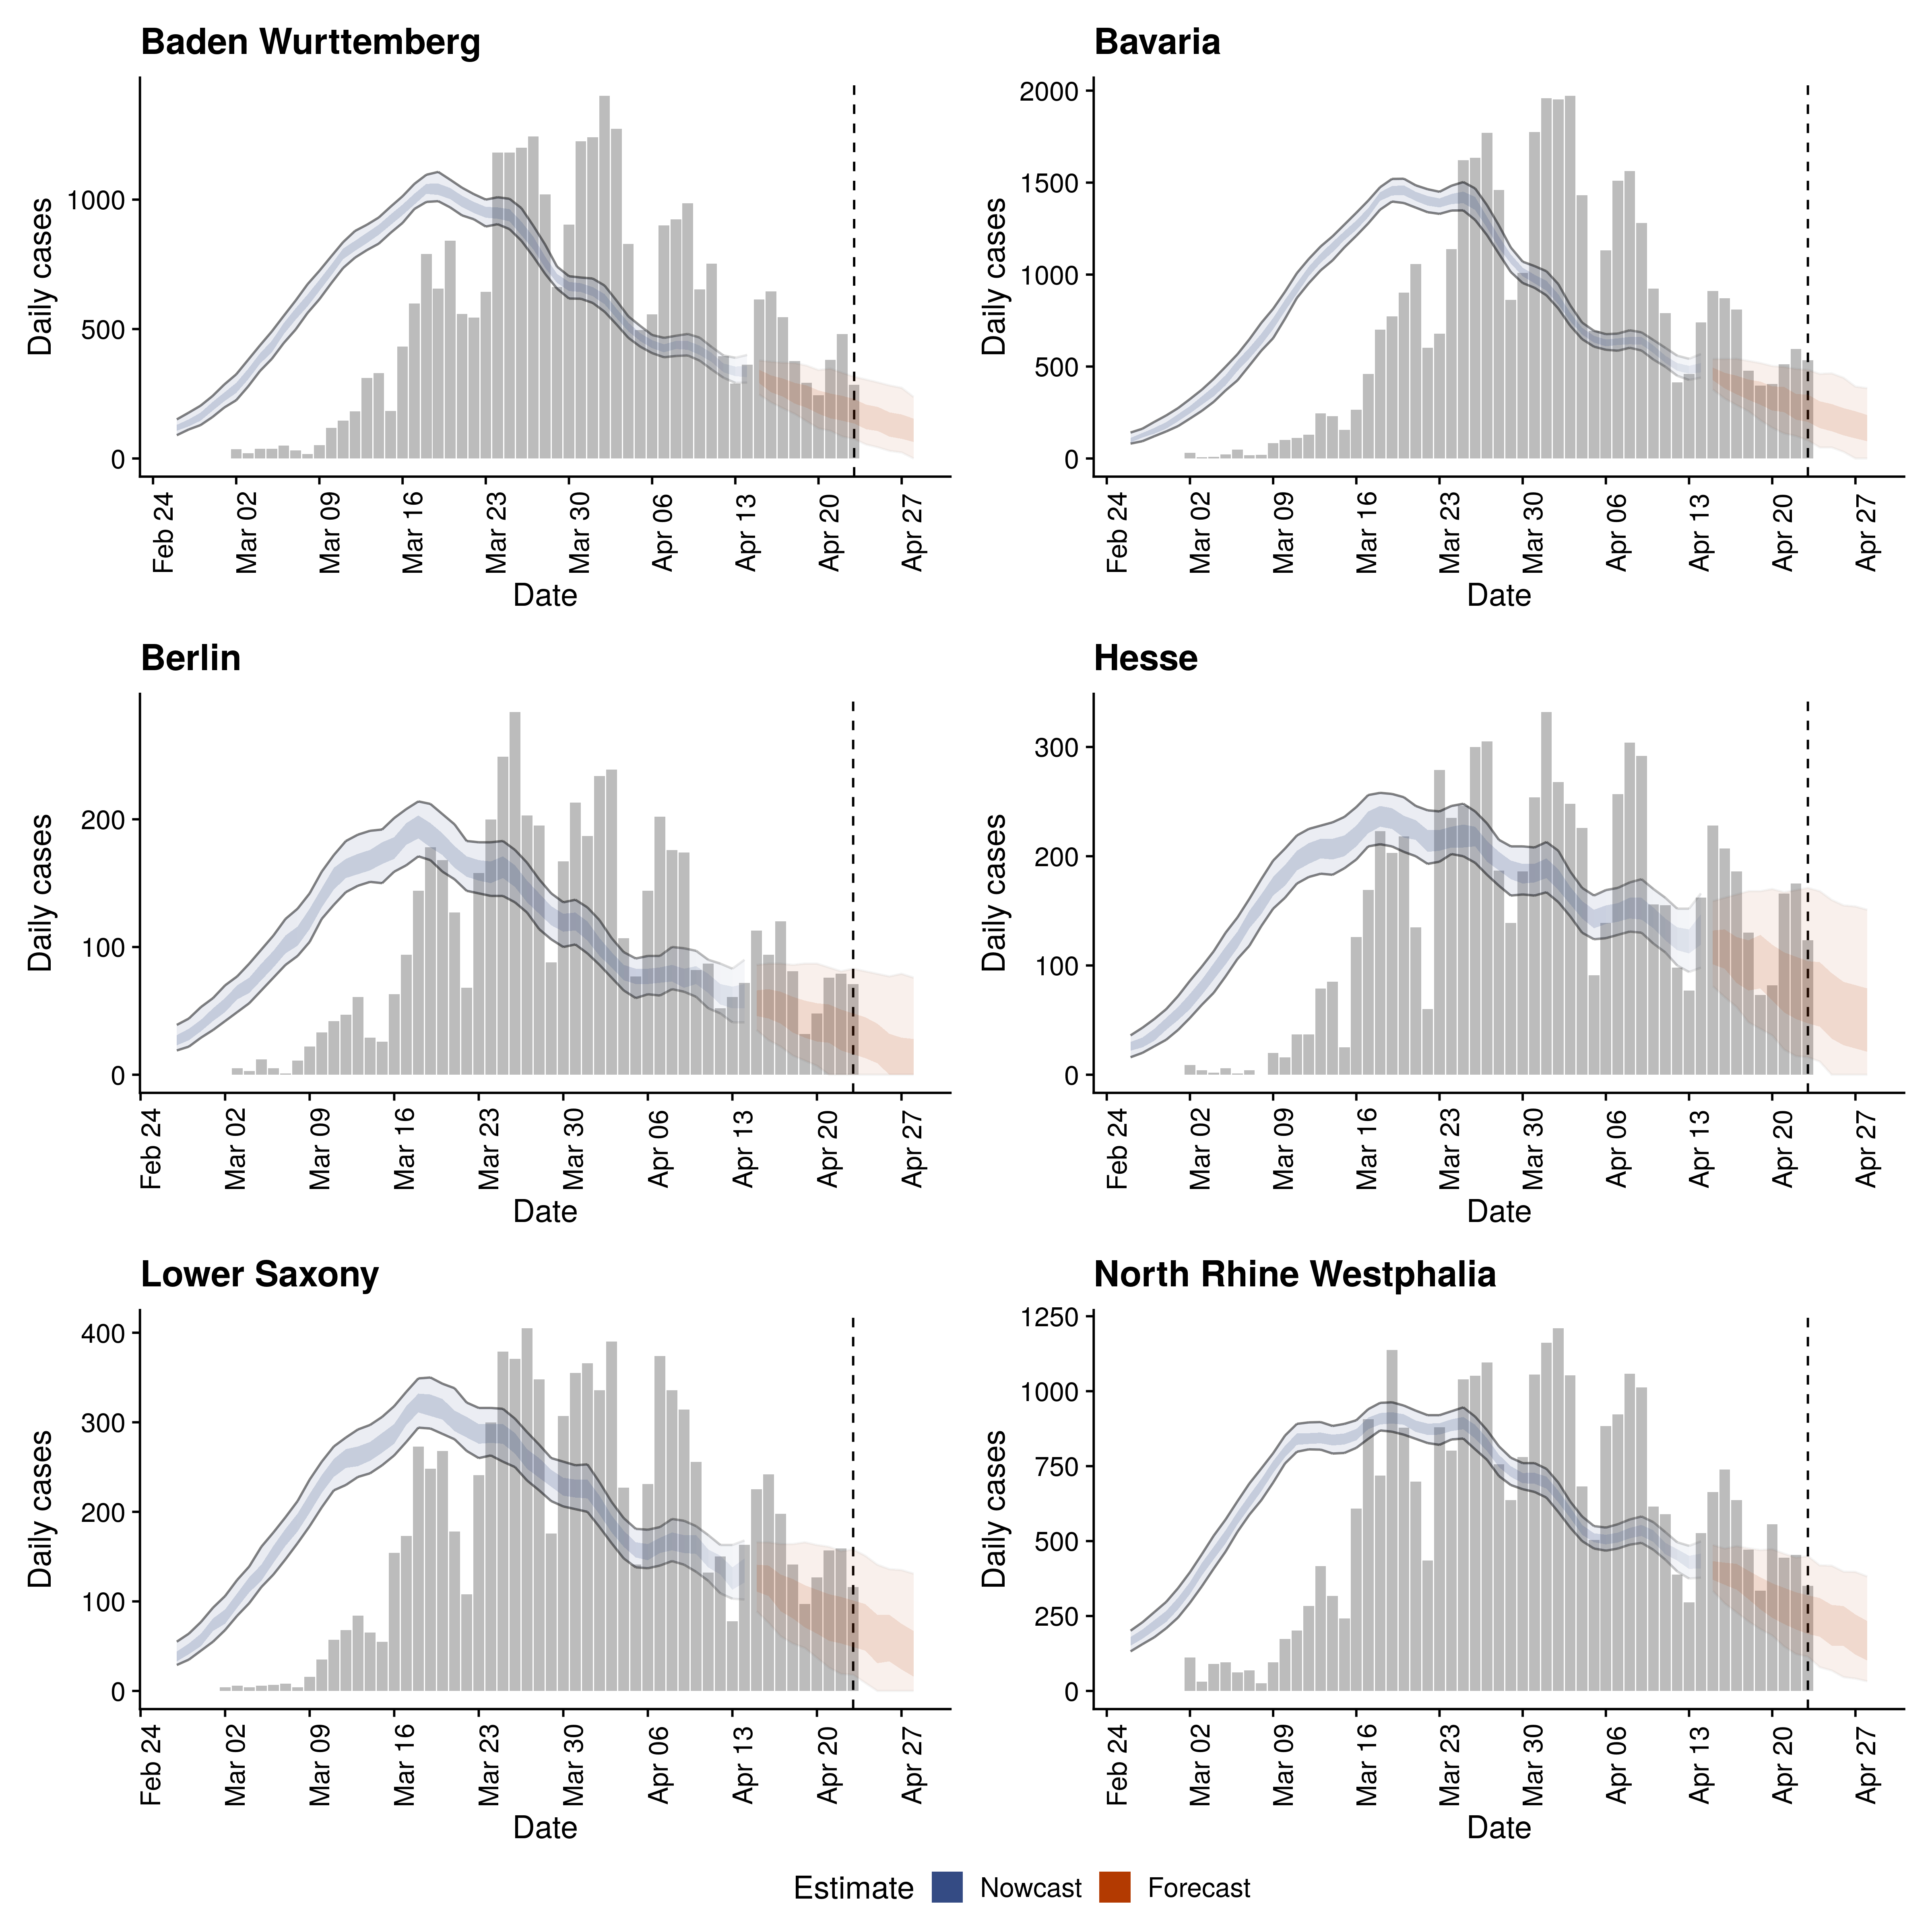 Baden Wurttemberg
Daily cases
1000
500
0
Feb 24
Mar 02
Mar 09
Mar 16
Mar 23
Mar 30
Apr 06
Apr 13
Apr 20
Apr 27
Date
Bavaria
Daily cases
2000
1500
1000
500
0
Feb 24
Mar 02
Mar 09
Mar 16
Mar 23
Mar 30
Apr 06
Apr 13
Apr 20
Apr 27
Date
Berlin
Daily cases
200
100
0
Feb 24
Mar 02
Mar 09
Mar 16
Mar 23
Mar 30
Apr 06
Apr 13
Apr 20
Apr 27
Date
Hesse
Daily cases
300
200
100
0
Feb 24
Mar 02
Mar 09
Mar 16
Mar 23
Mar 30
Apr 06
Apr 13
Apr 20
Apr 27
Date
Lower Saxony
Daily cases
400
300
200
100
0
Feb 24
Mar 02
Mar 09
Mar 16
Mar 23
Mar 30
Apr 06
Apr 13
Apr 20
Apr 27
Date
North Rhine Westphalia
Daily cases
1250
1000
750
500
250
0
Feb 24
Mar 02
Mar 09
Mar 16
Mar 23
Mar 30
Apr 06
Apr 13
Apr 20
Apr 27
Date
Estimate Nowcast Forecast